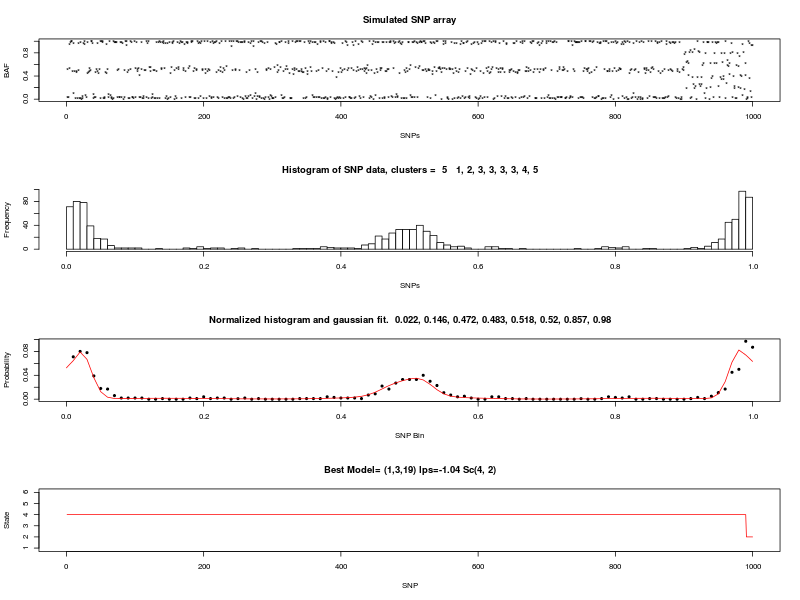 Simulated SNP array
BAF
0.0 0.4 0.8
0 200 400 600 800 1000
SNPs
Histogram of SNP data, clusters = 5 1, 2, 3, 3, 3, 3, 4, 5
Frequency
0 40 80
0.0 0.2 0.4 0.6 0.8 1.0
SNPs
Normalized histogram and gaussian fit. 0.022, 0.146, 0.472, 0.483, 0.518, 0.52, 0.857, 0.98
Probability
0.00 0.04 0.08
0.0 0.2 0.4 0.6 0.8 1.0
SNP Bin
Best Model= (1,3,19) lps=-1.04 Sc(4, 2)
State
1 2 3 4 5 6
0 200 400 600 800 1000
SNP